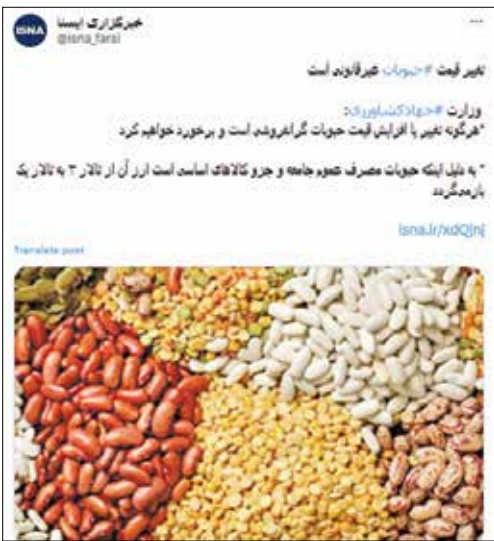 خبرگزاری ایسنا
@isna_farsi
ISNA
تغییر قیمت #حبوبات غیرقانونی است
وزارت #جهادکشاورزی:
*هرگونه تغییر یا افزایش قیمت حبوبات گرانفروشی است و برخورد خواهیم کرد
* به دلیل اینکه حبوبات مصرف عموم جامعه و جزو کالاهای اساسی است ارز آن از تالار ۳ به تالار یک
بازمی‌گردد
isna.ir/xdQjnj
Translate post